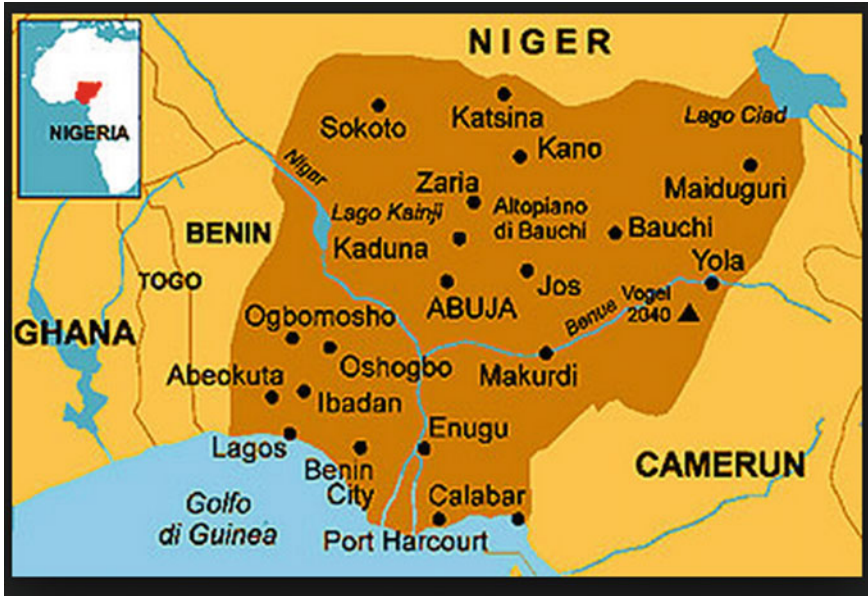 NIGER
NIGERIA
Sokoto
Katsina
Lago Ciad
Kano
Niger
Zaria
Maiduguri
Lago Kainji
Altopiano
di Bauchi
Bauchi
BENIN
Kaduna
Yola
TOGO
ABUJA
Jos
Benue
Vogel
2040
GHANA
Ogbomosho
Oshogbo
Makurdi
Abeokuta
Ibadan
Lagos
Enugu
Benin
City
CAMERUN
Golfo
di Guinea
Calabar
Port Harcourt